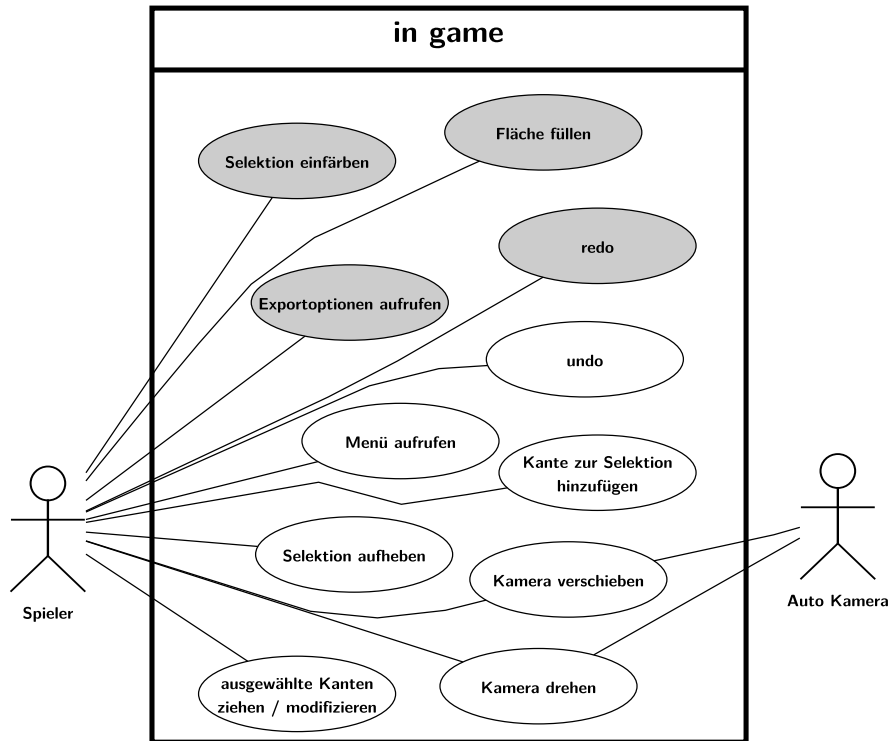 in game
Fläche füllen
Selektion einfärben
redo
Exportoptionen aufrufen
undo
Menü aufrufen
Kante zur Selektion
hinzufügen
Selektion aufheben
Kamera verschieben
Auto Kamera
Spieler
ausgewählte Kanten
ziehen / modifizieren
Kamera drehen